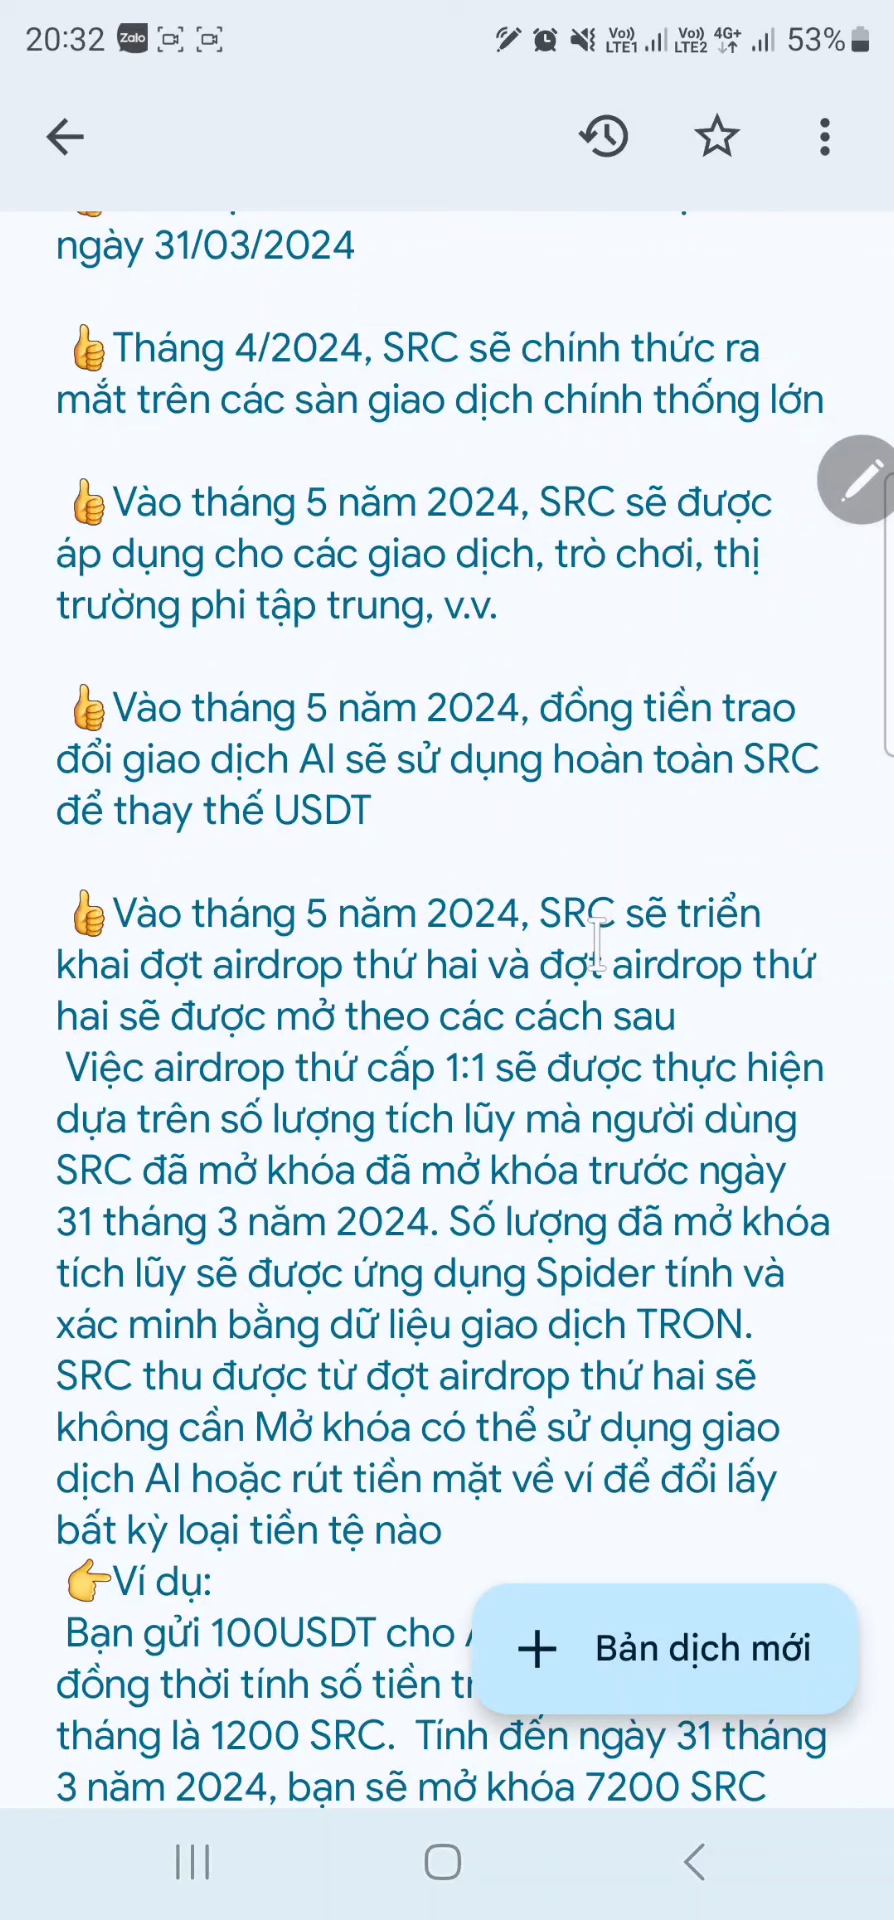 20:32 Zalo Vo)) LTE1 Vo)) LTE2 4G+ 53%
ngày 31/03/2024
👍Tháng 4/2024, SRC sẽ chính thức ra
mắt trên các sàn giao dịch chính thống lớn
👍Vào tháng 5 năm 2024, SRC sẽ được
áp dụng cho các giao dịch, trò chơi, thị
trường phi tập trung, v.v.
👍Vào tháng 5 năm 2024, đồng tiền trao
đổi giao dịch AI sẽ sử dụng hoàn toàn SRC
để thay thế USDT
👍Vào tháng 5 năm 2024, SRC sẽ triển
khai đợt airdrop thứ hai và đợt airdrop thứ
hai sẽ được mở theo các cách sau
Việc airdrop thứ cấp 1:1 sẽ được thực hiện
dựa trên số lượng tích lũy mà người dùng
SRC đã mở khóa đã mở khóa trước ngày
31 tháng 3 năm 2024. Số lượng đã mở khóa
tích lũy sẽ được ứng dụng Spider tính và
xác minh bằng dữ liệu giao dịch TRON.
SRC thu được từ đợt airdrop thứ hai sẽ
không cần Mở khóa có thể sử dụng giao
dịch AI hoặc rút tiền mặt về ví để đổi lấy
bất kỳ loại tiền tệ nào
👉Ví dụ:
Bạn gửi 100USDT cho
+ Bản dịch mới
đồng thời tính số tiền
tháng là 1200 SRC. Tính đến ngày 31 tháng
3 năm 2024, bạn sẽ mở khóa 7200 SRC